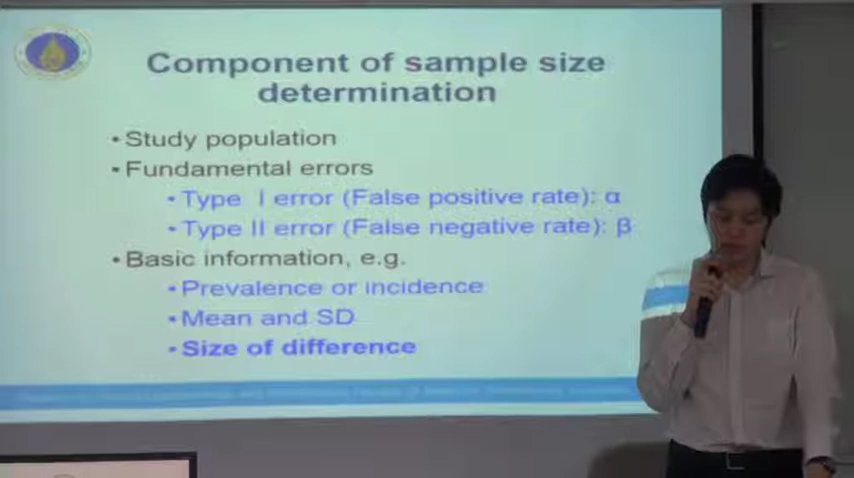 Component of sample size
determination
• Study population
• Fundamental errors
• Type I error (False positive rate): α
• Type II error (False negative rate): β
• Basic information, e.g.
• Prevalence or incidence
• Mean and SD
• Size of difference